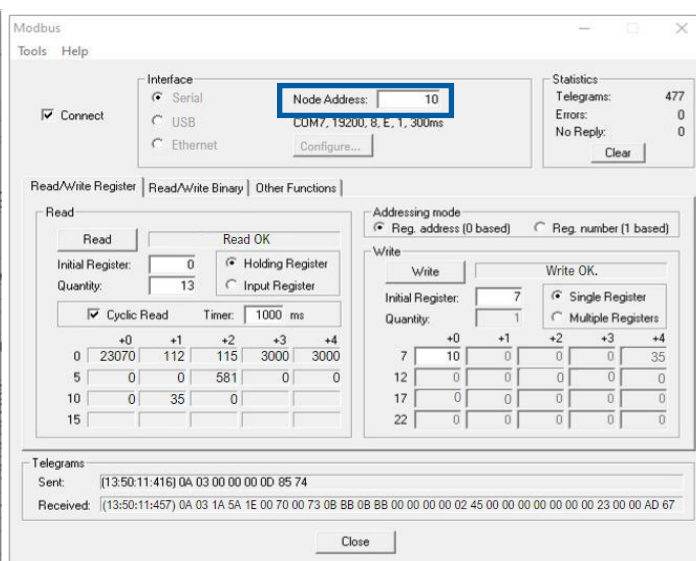 Modbus
Tools Help
Connect
Interface
Serial
USB
Ethernet
Node Address: 10
COM7, 19200, 8, E, 1, 300ms
Configure...
Statistics
Telegrams: 477
Errors: 0
No Reply: 0
Clear
Read/Write Register Read/Write Binary Other Functions
Read
Read Read OK
Initial Register: 0
Quantity: 13
Holding Register
Input Register
Cyclic Read Timer: 1000 ms
+0 +1 +2 +3 +4
0 23070 112 115 3000 3000
5 0 0 581 0 0
10 0 35 0
15
Addressing mode
Reg. address (0 based) Reg. number (1 based)
Write
Write Write OK.
Initial Register: 7
Quantity: 1
Single Register
Multiple Registers
+0 +1 +2 +3 +4
7 10 0 0 0 35
12 0 0 0 0 0
17 0 0 0 0 0
22 0 0 0 0 0
Telegrams
Sent: (13:50:11:416) 0A 03 00 00 00 0D 85 74
Received: (13:50:11:457) 0A 03 1A 5A 1E 00 70 00 73 0B BB 0B BB 00 00 00 00 02 45 00 00 00 00 00 00 00 23 00 00 AD 67
Close